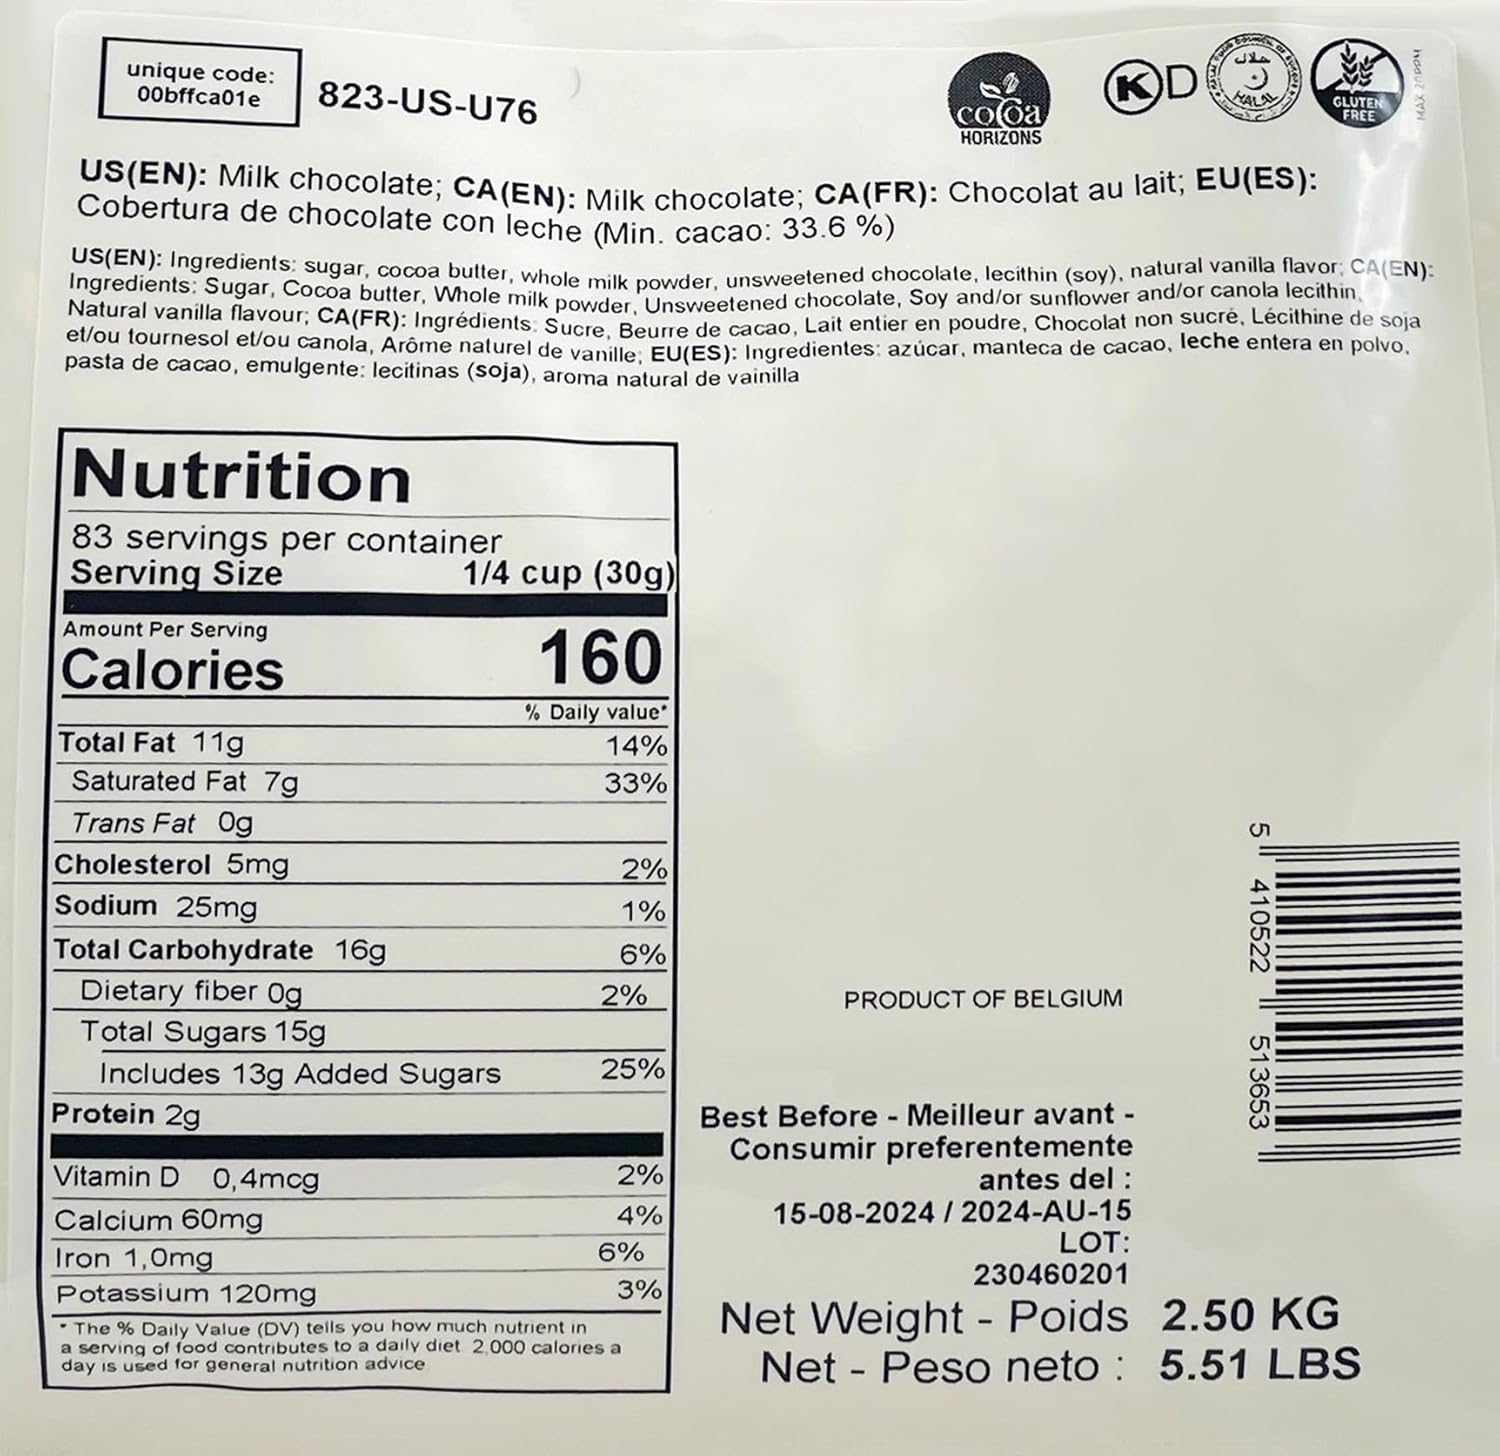 unique code:
00bffca01e
823-US-U76
cocoa
HORIZONS
K D
حلال
HALAL
GLUTEN
FREE
MAX 20PPM
US(EN): Milk chocolate; CA(EN): Milk chocolate; CA(FR): Chocolat au lait; EU(ES):
Cobertura de chocolate con leche (Min. cacao: 33.6 %)
US(EN): Ingredients: sugar, cocoa butter, whole milk powder, unsweetened chocolate, lecithin (soy), natural vanilla flavor; CA(EN):
Ingredients: Sugar, Cocoa butter, Whole milk powder, Unsweetened chocolate, Soy and/or sunflower and/or canola lecithin,
Natural vanilla flavour; CA(FR): Ingrédients: Sucre, Beurre de cacao, Lait entier en poudre, Chocolat non sucré, Lécithine de soja
et/ou tournesol et/ou canola, Arôme naturel de vanille; EU(ES): Ingredientes: azúcar, manteca de cacao, leche entera en polvo,
pasta de cacao, emulgente: lecitinas (soja), aroma natural de vainilla
Nutrition
83 servings per container
Serving Size 1/4 cup (30g)
Amount Per Serving
Calories 160
% Daily value*
Total Fat 11g 14%
Saturated Fat 7g 33%
Trans Fat 0g
Cholesterol 5mg 2%
Sodium 25mg 1%
Total Carbohydrate 16g 6%
Dietary fiber 0g 2%
Total Sugars 15g
Includes 13g Added Sugars 25%
Protein 2g
Vitamin D 0,4mcg 2%
Calcium 60mg 4%
Iron 1,0mg 6%
Potassium 120mg 3%
* The % Daily Value (DV) tells you how much nutrient in
a serving of food contributes to a daily diet. 2,000 calories a
day is used for general nutrition advice
PRODUCT OF BELGIUM
5 410522 513653
Best Before - Meilleur avant -
Consumir preferentemente
antes del :
15-08-2024 / 2024-AU-15
LOT:
230460201
Net Weight - Poids 2.50 KG
Net - Peso neto : 5.51 LBS